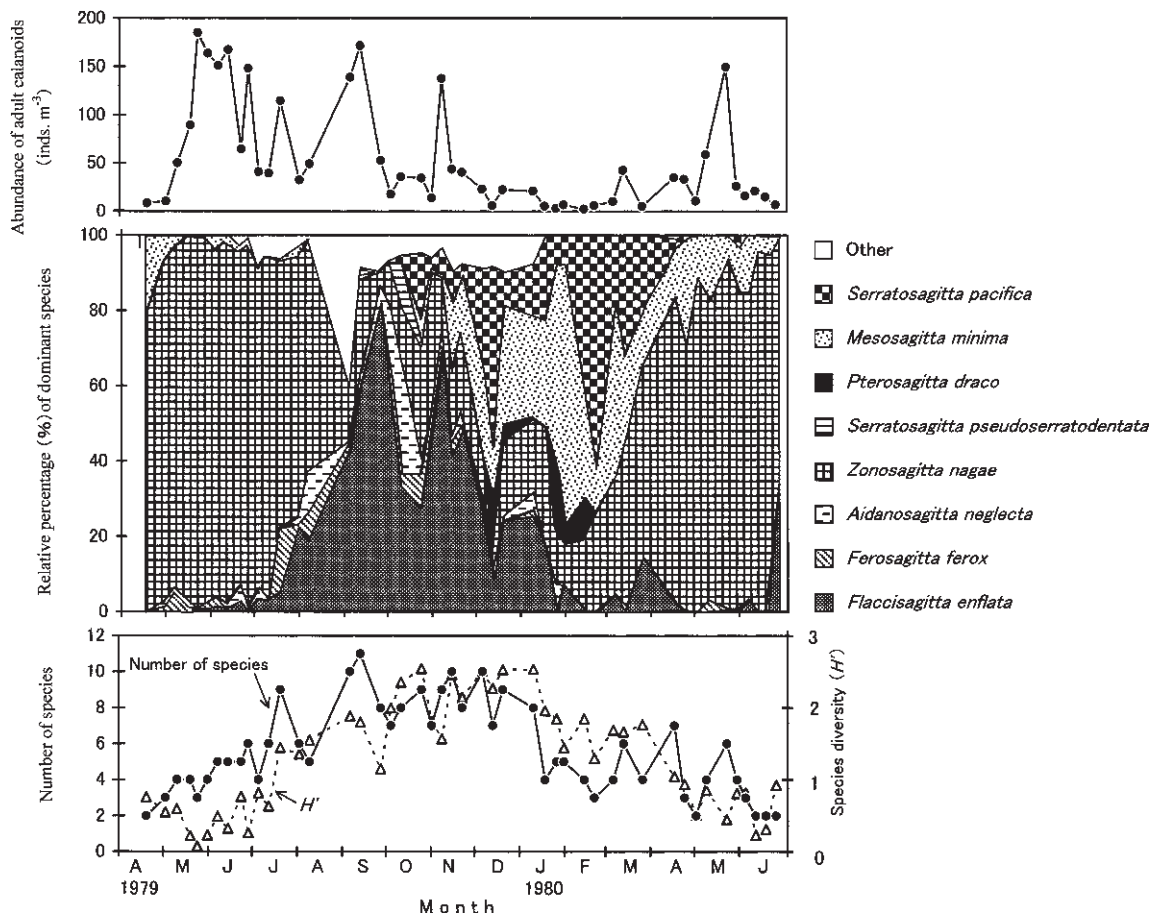 Abundance of adult calanoids
(inds. m-3)
200
150
100
50
0
Relative percentage (%) of dominant species
100
80
60
40
20
0
Other
Serratosagitta pacifica
Mesosagitta minima
Pterosagitta draco
Serratosagitta pseudoserratodentata
Zonosagitta nagae
Aidanosagitta neglecta
Ferosagitta ferox
Flaccisagitta enflata
Number of species
12
10
8
6
4
2
0
Number of species
H'
3
2
1
0
Species diversity (H')
A M J J A S O N D J F M A M J
1979 1980
Month